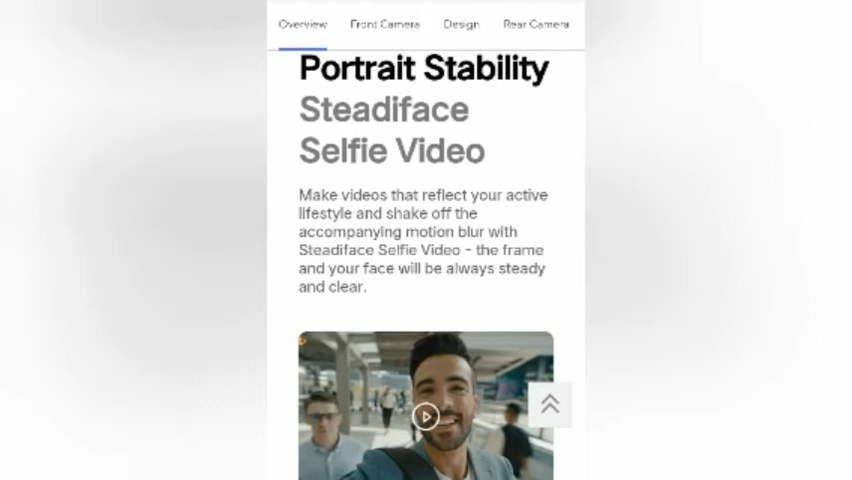 Overview Front Camera Design Rear Camera
Portrait Stability
Steadiface
Selfie Video
Make videos that reflect your active
lifestyle and shake off the
accompanying motion blur with
Steadiface Selfie Video - the frame
and your face will be always steady
and clear.